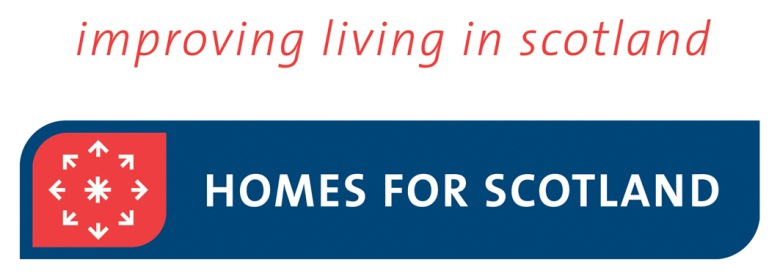 improving living in scotland
HOMES FOR SCOTLAND